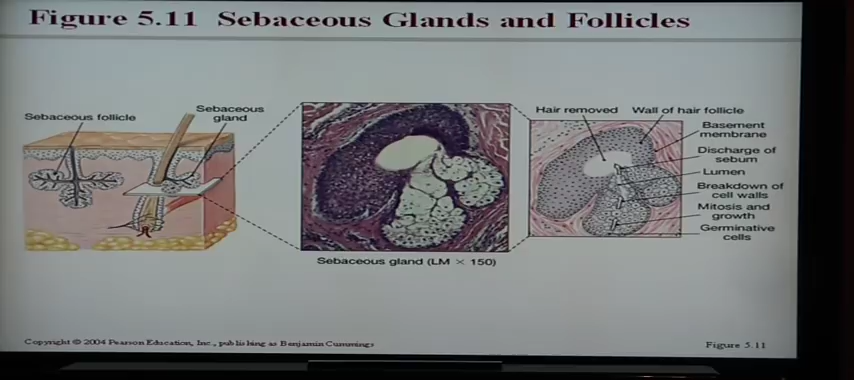 Figure 5.11 Sebaceous Glands and Follicles
Sebaceous follicle
Sebaceous
gland
Hair removed
Wall of hair follicle
Basement
membrane
Discharge of
sebum
Lumen
Breakdown of
cell walls
Mitosis and
growth
Germinative
cells
Sebaceous gland (LM × 150)
Copyright © 2004 Pearson Education, Inc., publishing as Benjamin Cummings
Figure 5.11